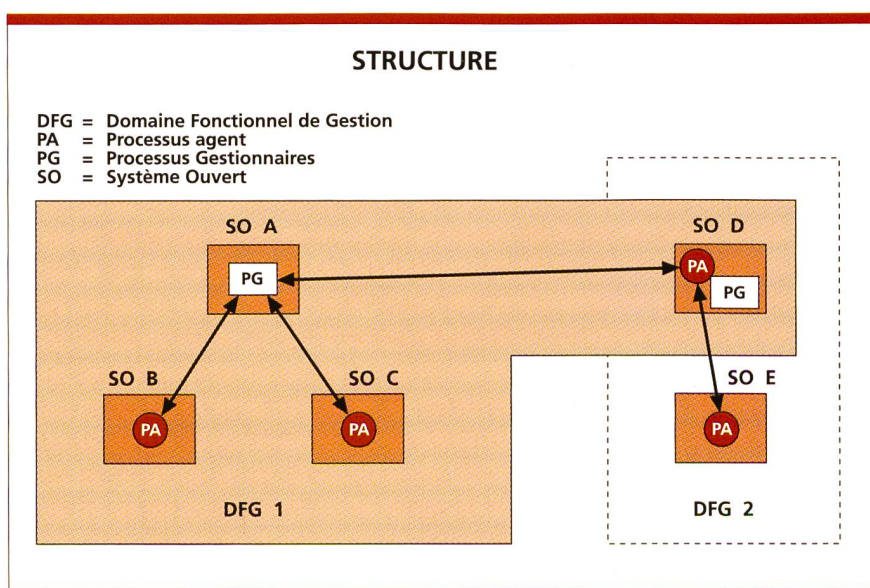 STRUCTURE
DFG = Domaine Fonctionnel de Gestion
PA = Processus agent
PG = Processus Gestionnaires
SO = Système Ouvert
SO A
SO D
PG
PA
PG
SO B
SO C
SO E
PA
PA
PA
DFG 1
DFG 2